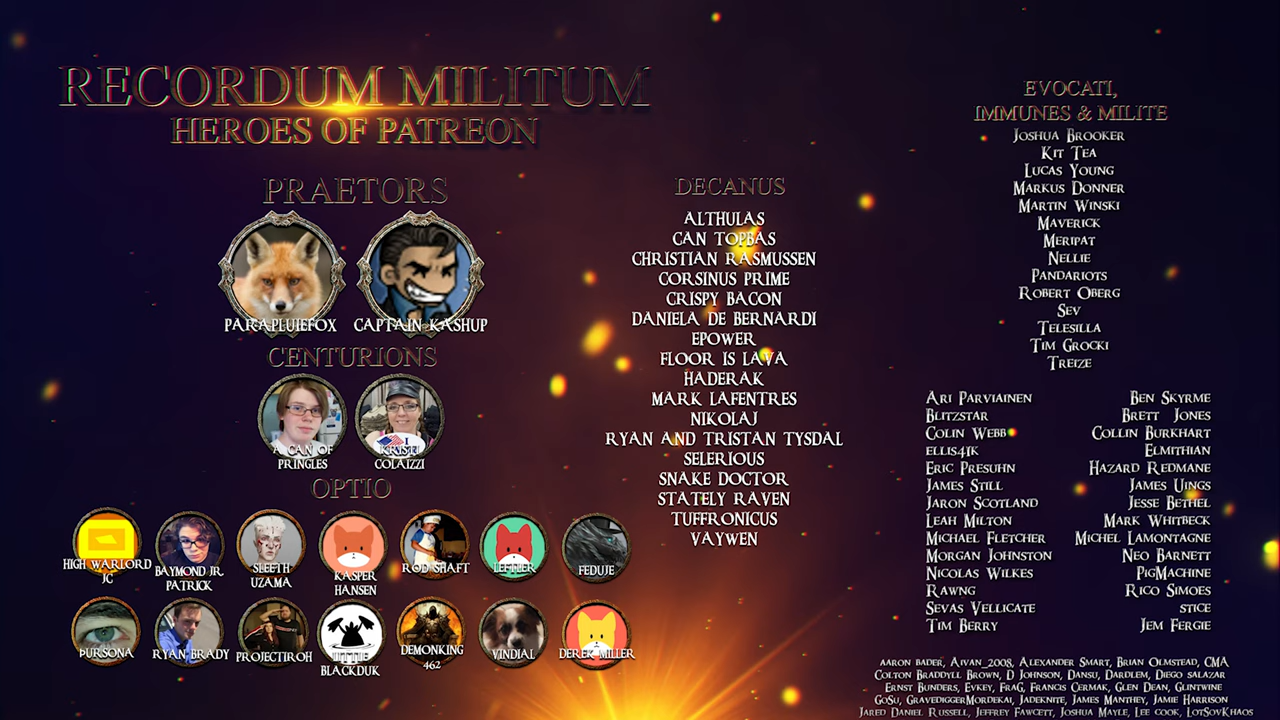 RECORDUM MILITUM
HEROES OF PATREON
PRAETORS
PARAPLUIEFOX
CAPTAIN KASHUP
CENTURIONS
A CAN OF
PRINGLES
KRISTI
COLAIZZI
OPTIO
HIGH WARLORD
JC
BAYMOND JR.
PATRICK
SLEETH
UZAMA
KASPER
HANSEN
ROD SHAFT
LEFTLER
FEDUJE
ÞURSONA
RYAN BRADY
PROJECTIROH
LITTLE
BLACKDUK
DEMONKING
462
VINDIAL
DEREK MILLER
DECANUS
ALTHULAS
CAN TOPBAS
CHRISTIAN RASMUSSEN
CORSINUS PRIME
CRISPY BACON
DANIELA DE BERNARDI
EPOWER
FLOOR IS LAVA
HADERAK
MARK LAFENTRES
NIKOLAJ
RYAN AND TRISTAN TYSDAL
SELERIOUS
SNAKE DOCTOR
STATELY RAVEN
TUFFRONICUS
VAYWEN
EVOCATI,
IMMUNES & MILITE
Joshua Brooker
Kit Tea
Lucas Young
Markus Donner
Martin Winski
Maverick
Meripat
Nellie
Pandariots
Robert Oberg
Sev
Telesilla
Tim Grocki
Treize
Ari Parviainen
Blitzstar
Colin Webb
ellis41k
Eric Presuhn
James Still
Jaron Scotland
Leah Milton
Michael Fletcher
Morgan Johnston
Nicolas Wilkes
Rawng
Sevas Vellicate
Tim Berry
Ben Skyrme
Brett Jones
Collin Burkhart
Elmithian
Hazard Redmane
James Uings
Jesse Bethel
Mark Whitbeck
Michel Lamontagne
Neo Barnett
PigMachine
Rico Simoes
stice
Jem Fergie
aaron bader, Aivan_2008, Alexander Smart, Brian Olmstead, CMA
Colton Braddyll Brown, D Johnson, Dansu, Dardlem, Diego salazar
Ernst Bunders, Evkey, FraG, Francis Cermak, Glen Dean, Glintwine
GoSu, GravediggerMordekai, Jadeknite, James Manthey, Jamie Harrison
Jared Daniel Russell, Jeffrey Fawcett, Joshua Mayle, Lee cook, LotSovKhaos